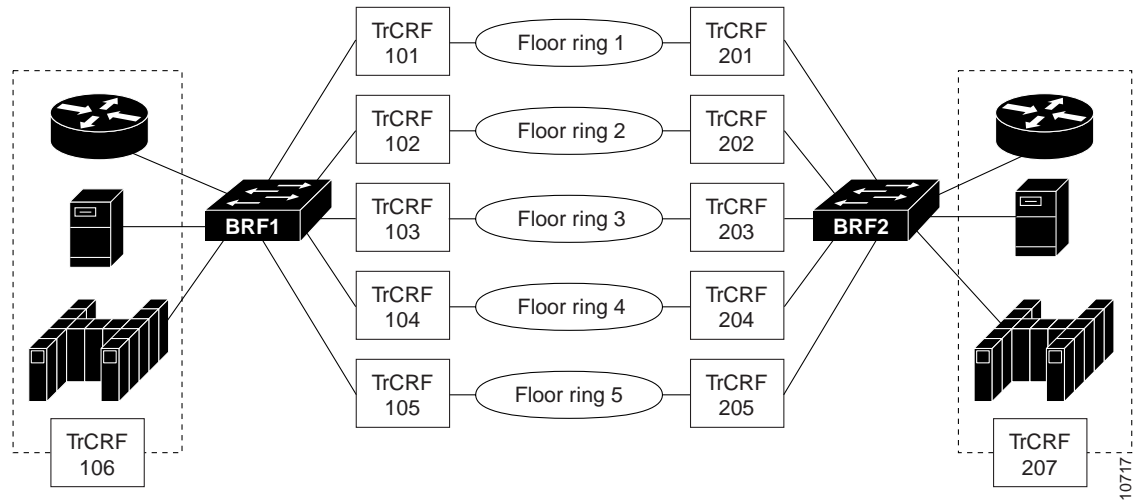 TrCRF
101
Floor ring 1
TrCRF
201
TrCRF
102
Floor ring 2
TrCRF
202
TrCRF
103
Floor ring 3
TrCRF
203
BRF1
BRF2
TrCRF
104
Floor ring 4
TrCRF
204
TrCRF
105
Floor ring 5
TrCRF
205
TrCRF
106
TrCRF
207
10717